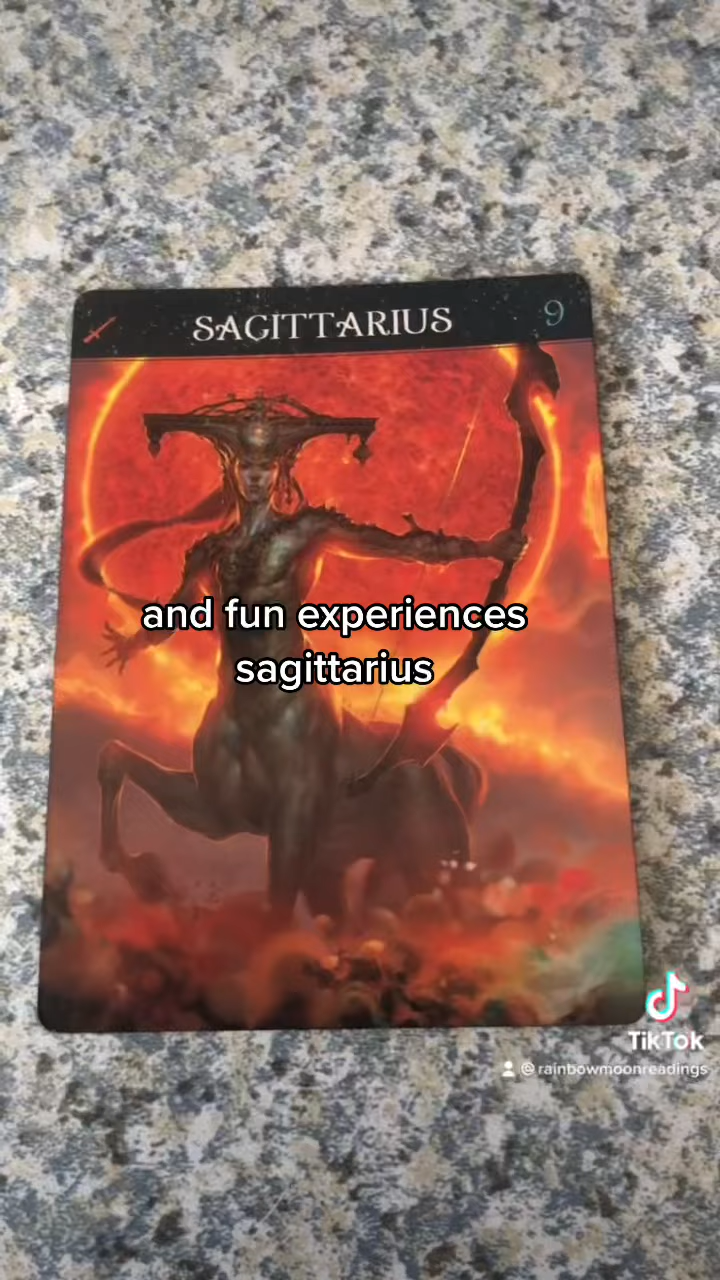 SAGITTARIUS 9
and fun experiences
sagittarius
TikTok
@rainbowmoonreadings